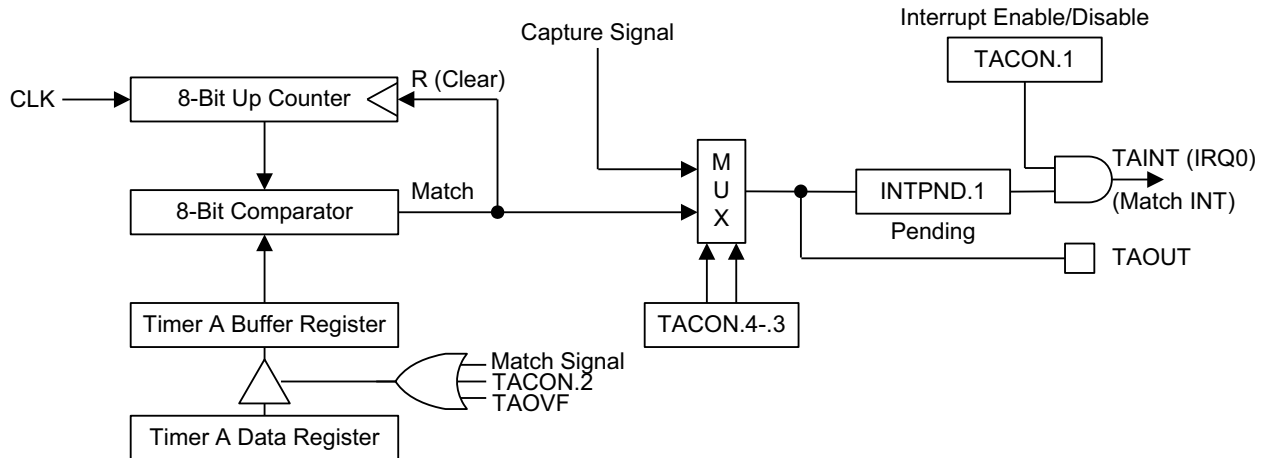 Interrupt Enable/Disable
Capture Signal
TACON.1
R (Clear)
CLK
8-Bit Up Counter
M
U
X
TAINT (IRQ0)
INTPND.1
(Match INT)
Match
8-Bit Comparator
Pending
TAOUT
Timer A Buffer Register
TACON.4-.3
Match Signal
TACON.2
TAOVF
Timer A Data Register